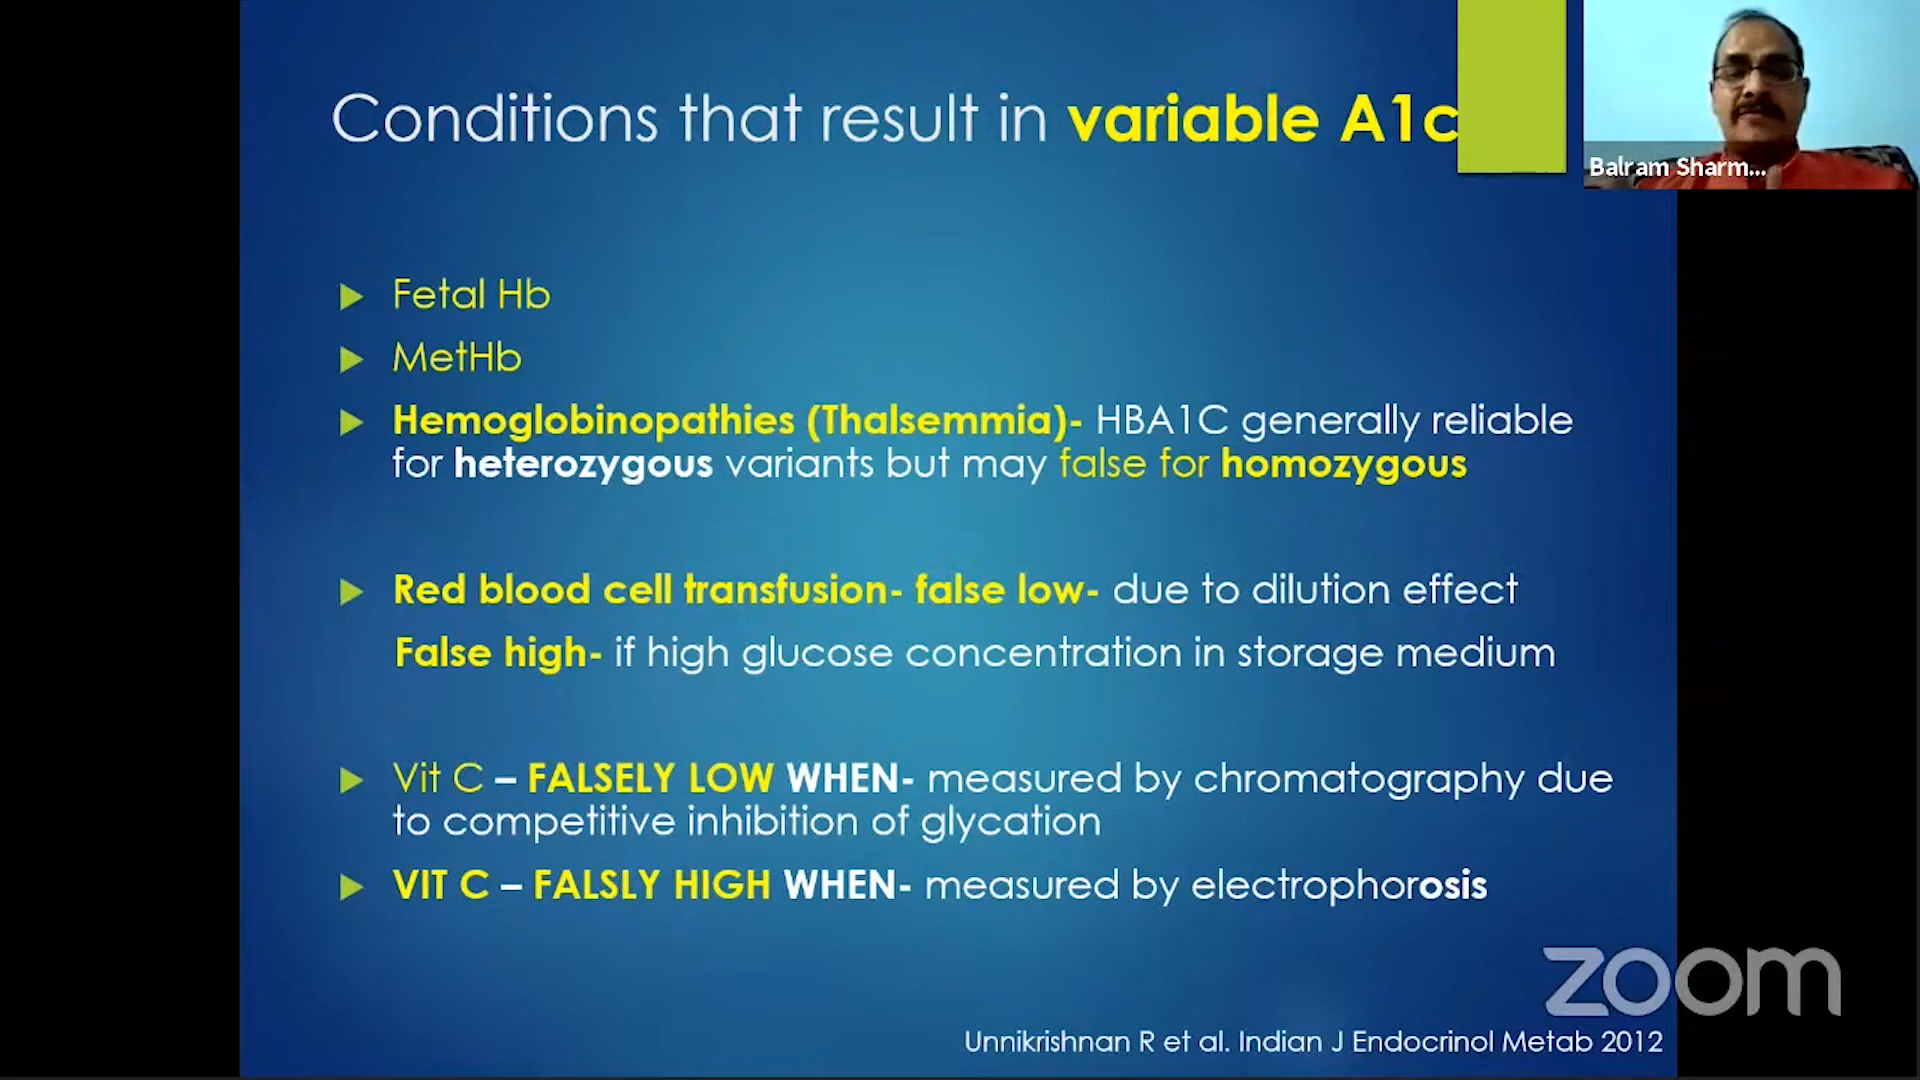 Conditions that result in variable A1c
Balram Sharm...
Fetal Hb
MetHb
Hemoglobinopathies (Thalsemmia)- HBA1C generally reliable
for heterozygous variants but may false for homozygous
Red blood cell transfusion- false low- due to dilution effect
False high- if high glucose concentration in storage medium
Vit C – FALSELY LOW WHEN- measured by chromatography due
to competitive inhibition of glycation
VIT C – FALSLY HIGH WHEN- measured by electrophorosis
zoom
Unnikrishnan R et al. Indian J Endocrinol Metab 2012